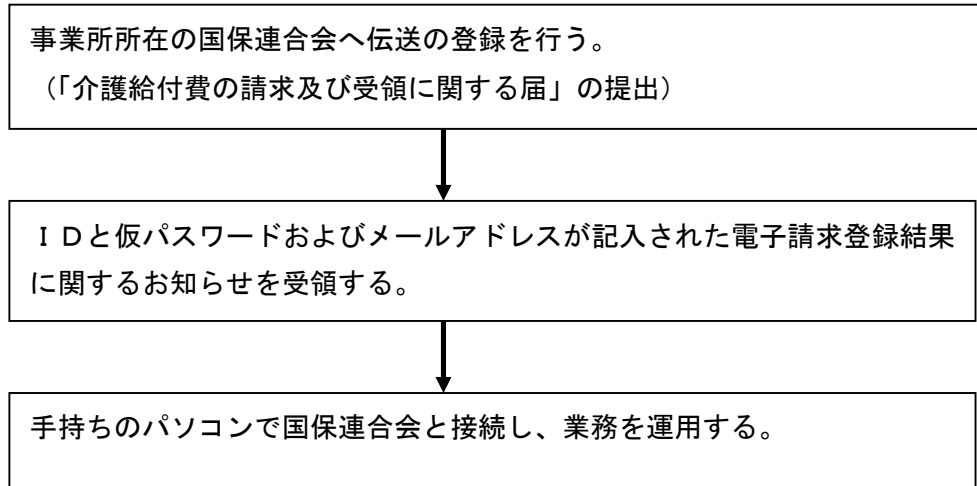 事業所所在の国保連合会へ伝送の登録を行う。
(「介護給付費の請求及び受領に関する届」の提出)
ＩＤと仮パスワードおよびメールアドレスが記入された電子請求登録結果
に関するお知らせを受領する。
手持ちのパソコンで国保連合会と接続し、業務を運用する。